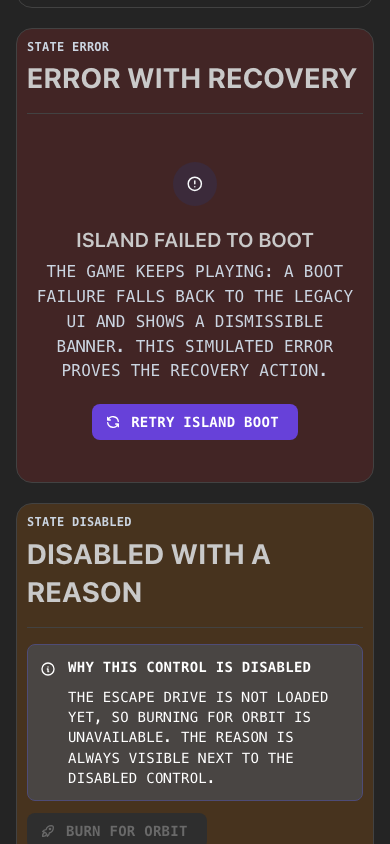 STATE ERROR
ERROR WITH RECOVERY
ISLAND FAILED TO BOOT
THE GAME KEEPS PLAYING: A BOOT
FAILURE FALLS BACK TO THE LEGACY
UI AND SHOWS A DISMISSIBLE
BANNER. THIS SIMULATED ERROR
PROVES THE RECOVERY ACTION.
RETRY ISLAND BOOT
STATE DISABLED
DISABLED WITH A
REASON
WHY THIS CONTROL IS DISABLED
THE ESCAPE DRIVE IS NOT LOADED
YET, SO BURNING FOR ORBIT IS
UNAVAILABLE. THE REASON IS
ALWAYS VISIBLE NEXT TO THE
DISABLED CONTROL.
BURN FOR ORBIT